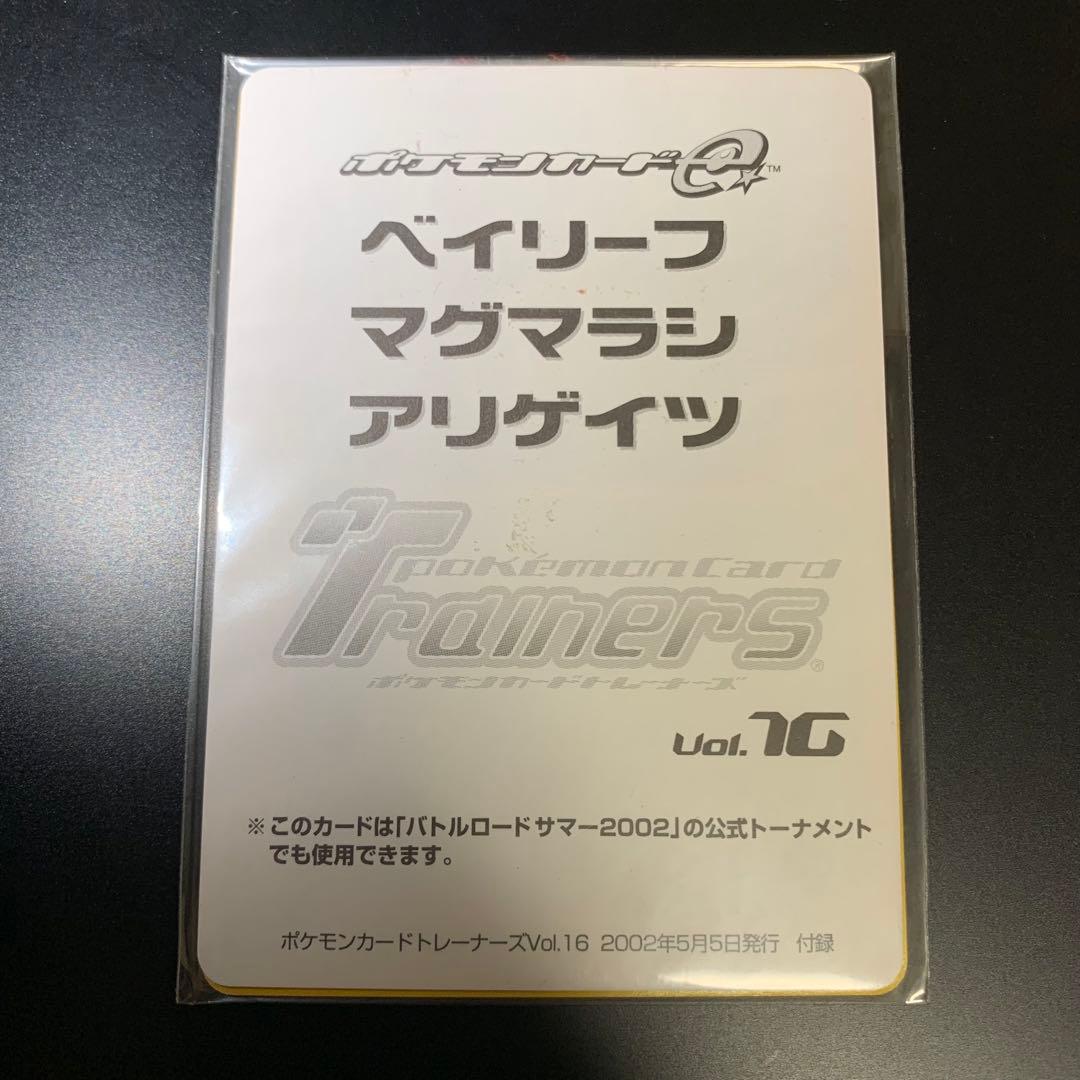 ポケモンカードe TM
ベイリーフ
マグマラシ
アリゲイツ
pokémon card
Trainers®
ポケモンカードトレーナーズ
Vol.16
※このカードは「バトルロードサマー2002」の公式トーナメント
でも使用できます。
ポケモンカードトレーナーズVol.16 2002年5月5日発行 付録